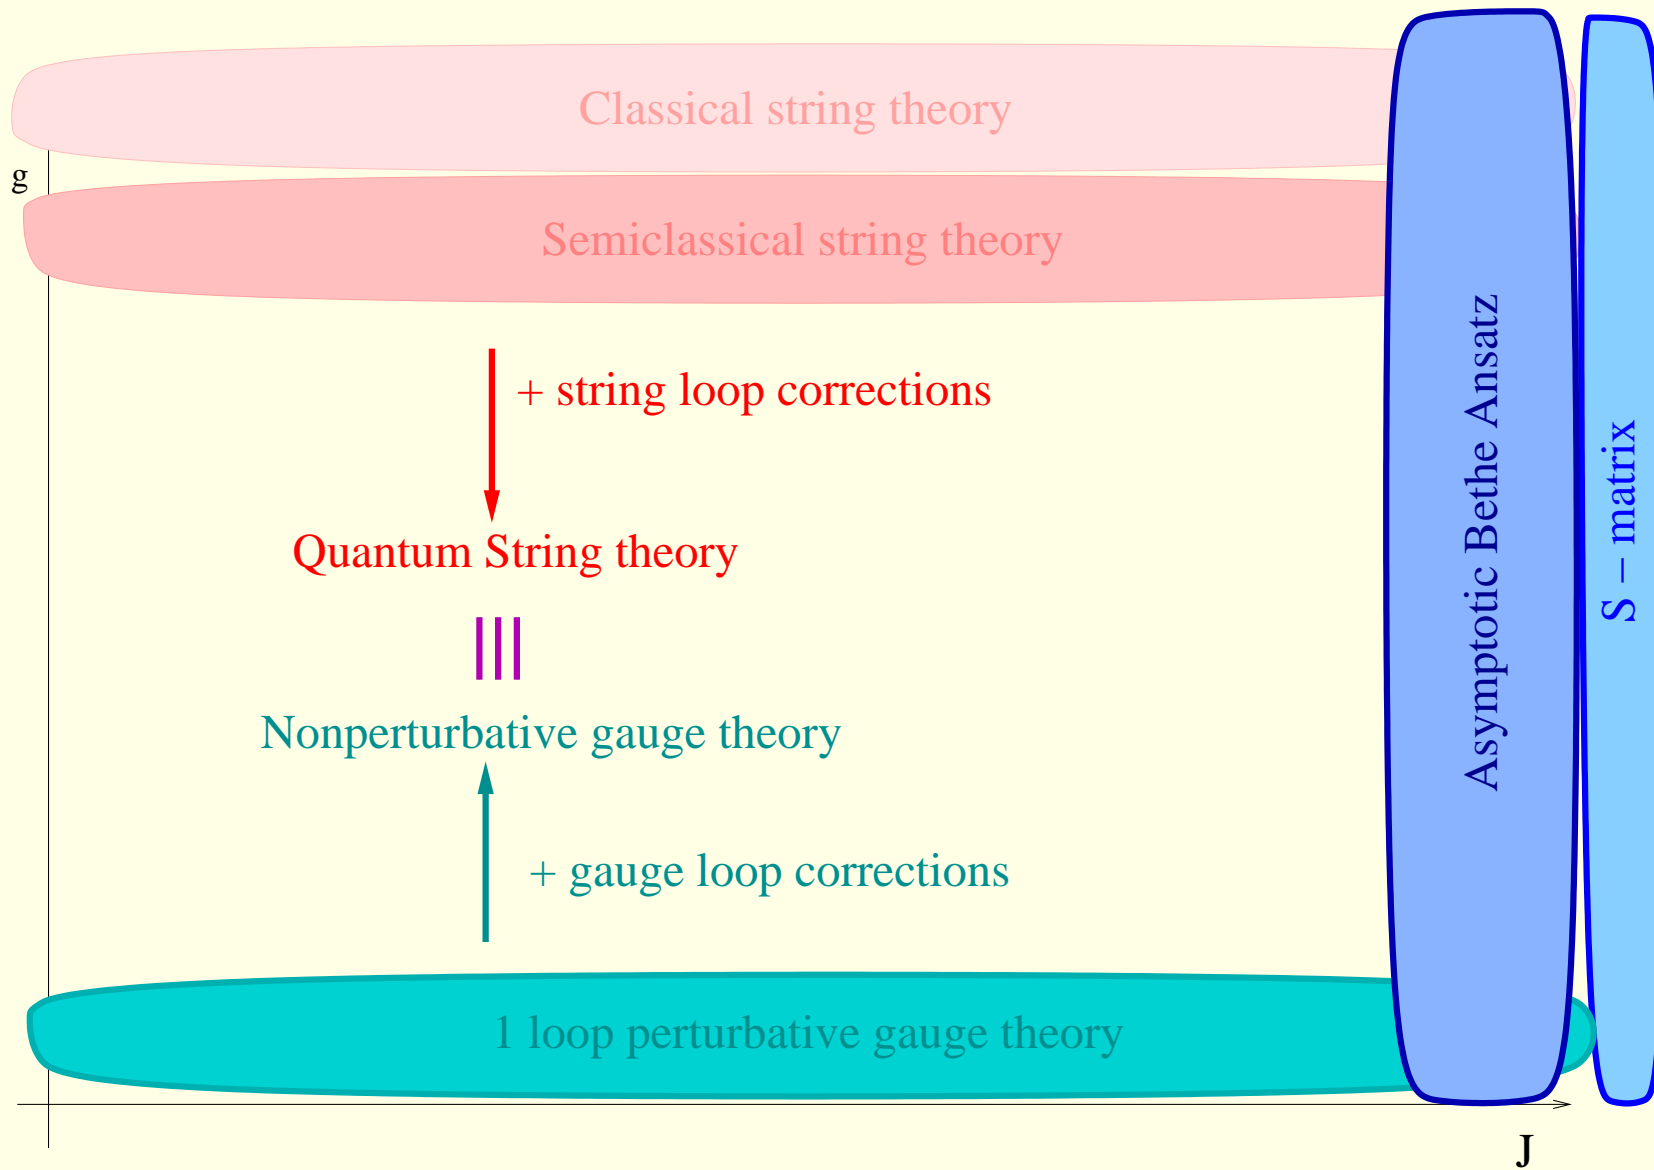 Classical string theory
g
Semiclassical string theory
+ string loop corrections
Quantum String theory
Nonperturbative gauge theory
+ gauge loop corrections
1 loop perturbative gauge theory
Asymptotic Bethe Ansatz
S – matrix
J